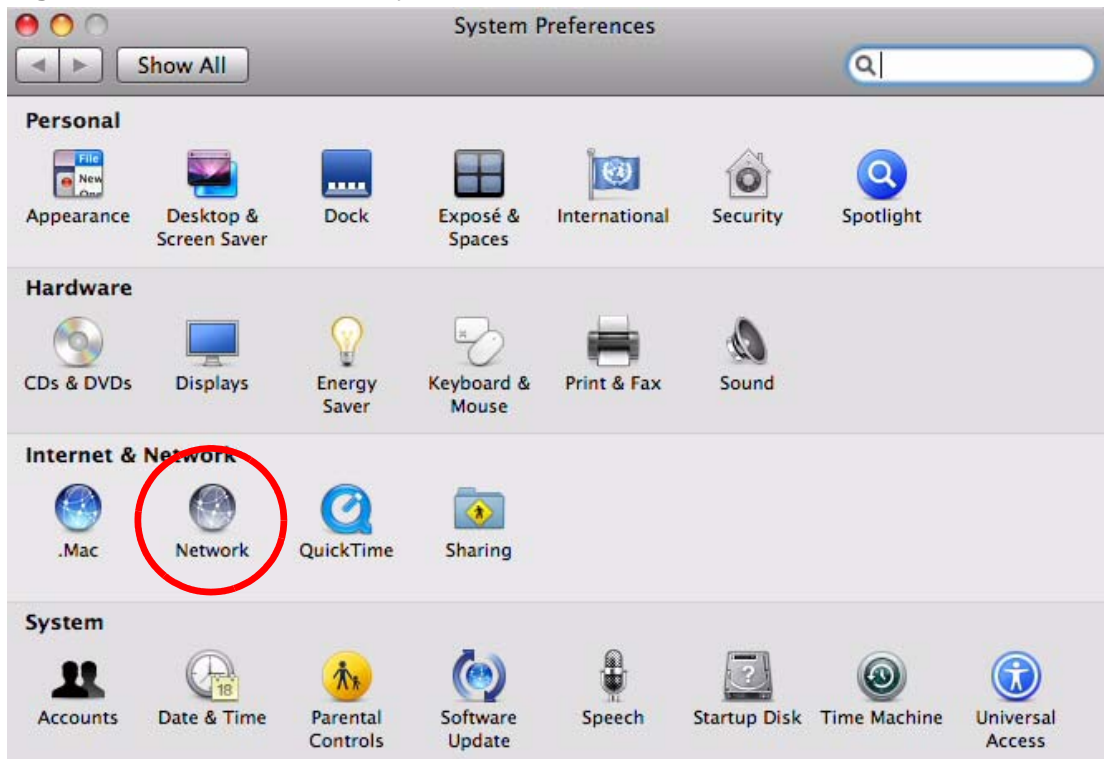 System Preferences
Show All
Personal
File
New
Appearance
Desktop &
Screen Saver
Dock
Exposé &
Spaces
International
Security
Spotlight
Hardware
CDs & DVDs
Displays
Energy
Saver
Keyboard &
Mouse
Print & Fax
Sound
Internet & Network
.Mac
Network
QuickTime
Sharing
System
18
Accounts
Date & Time
Parental
Controls
Software
Update
Speech
?
Startup Disk
Time Machine
Universal
Access